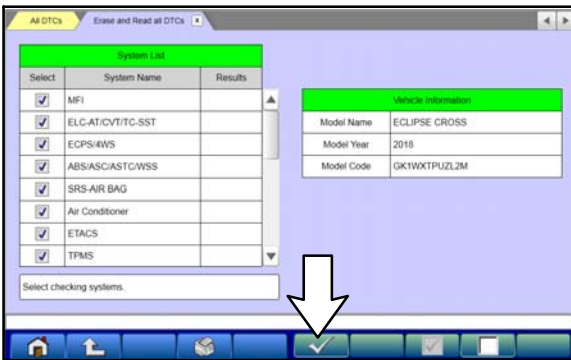 All DTCs Erase and Read all DTCs
System List
Select System Name Results
MFI
ELC-AT/CVT/TC-SST
ECPS/4WS
ABS/ASC/ASTC/WSS
SRS-AIR BAG
Air Conditioner
ETACS
TPMS
Select checking systems.
Vehicle Information
Model Name ECLIPSE CROSS
Model Year 2018
Model Code GK1WXTPUZL2M